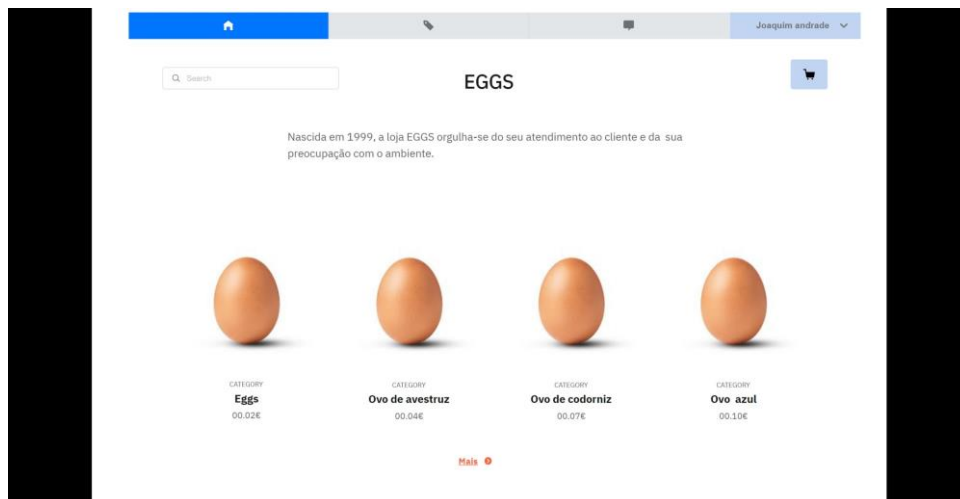 Joaquim andrade
Search
EGGS
Nascida em 1999, a loja EGGS orgulha-se do seu atendimento ao cliente e da sua
preocupação com o ambiente.
CATEGORY
Eggs
00.02€
CATEGORY
Ovo de avestruz
00.04€
CATEGORY
Ovo de codorniz
00.07€
CATEGORY
Ovo azul
00.10€
Mais